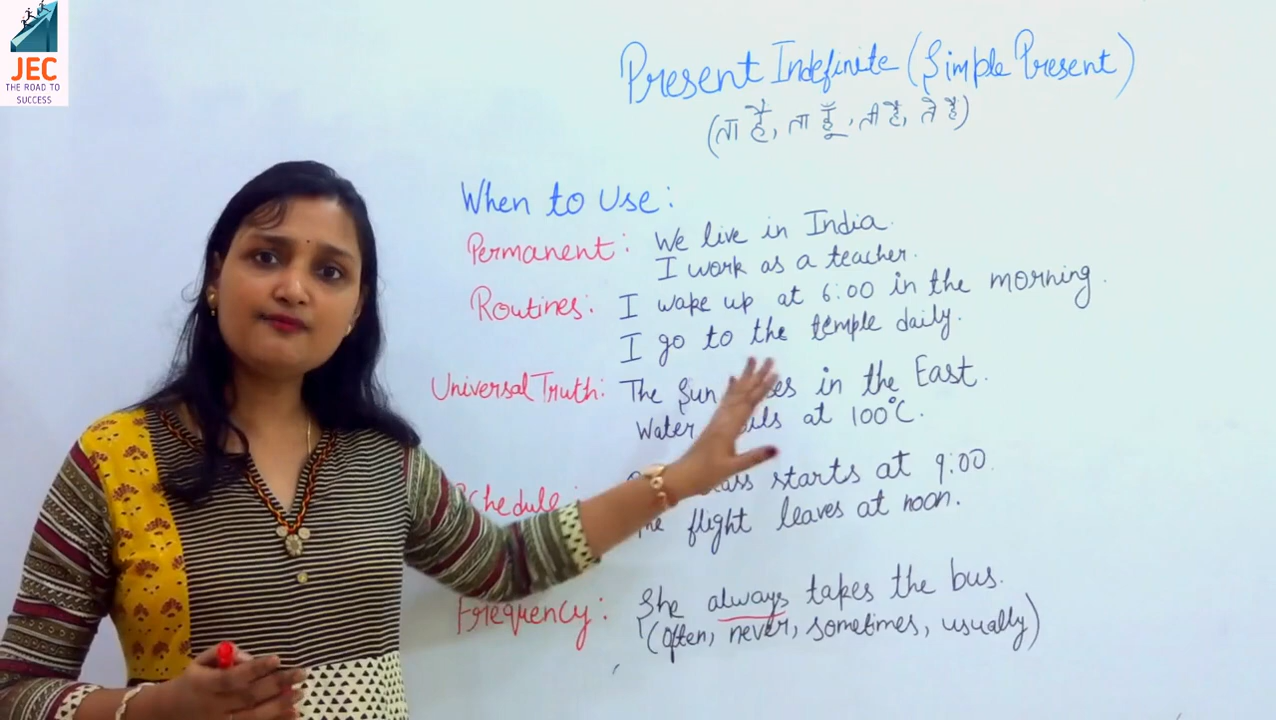 JEC
THE ROAD TO
SUCCESS
Present Indefinite (Simple Present)
(ता है, ता हूँ, ती है, ते है)
When to Use:
Permanent: We live in India.
I work as a teacher.
Routines: I wake up at 6:00 in the morning.
I go to the temple daily.
Universal Truth: The Sun in the East.
Water at 100°C.
starts at 9:00.
flight leaves at noon.
Frequency: She always takes the bus.
(often, never, sometimes, usually)